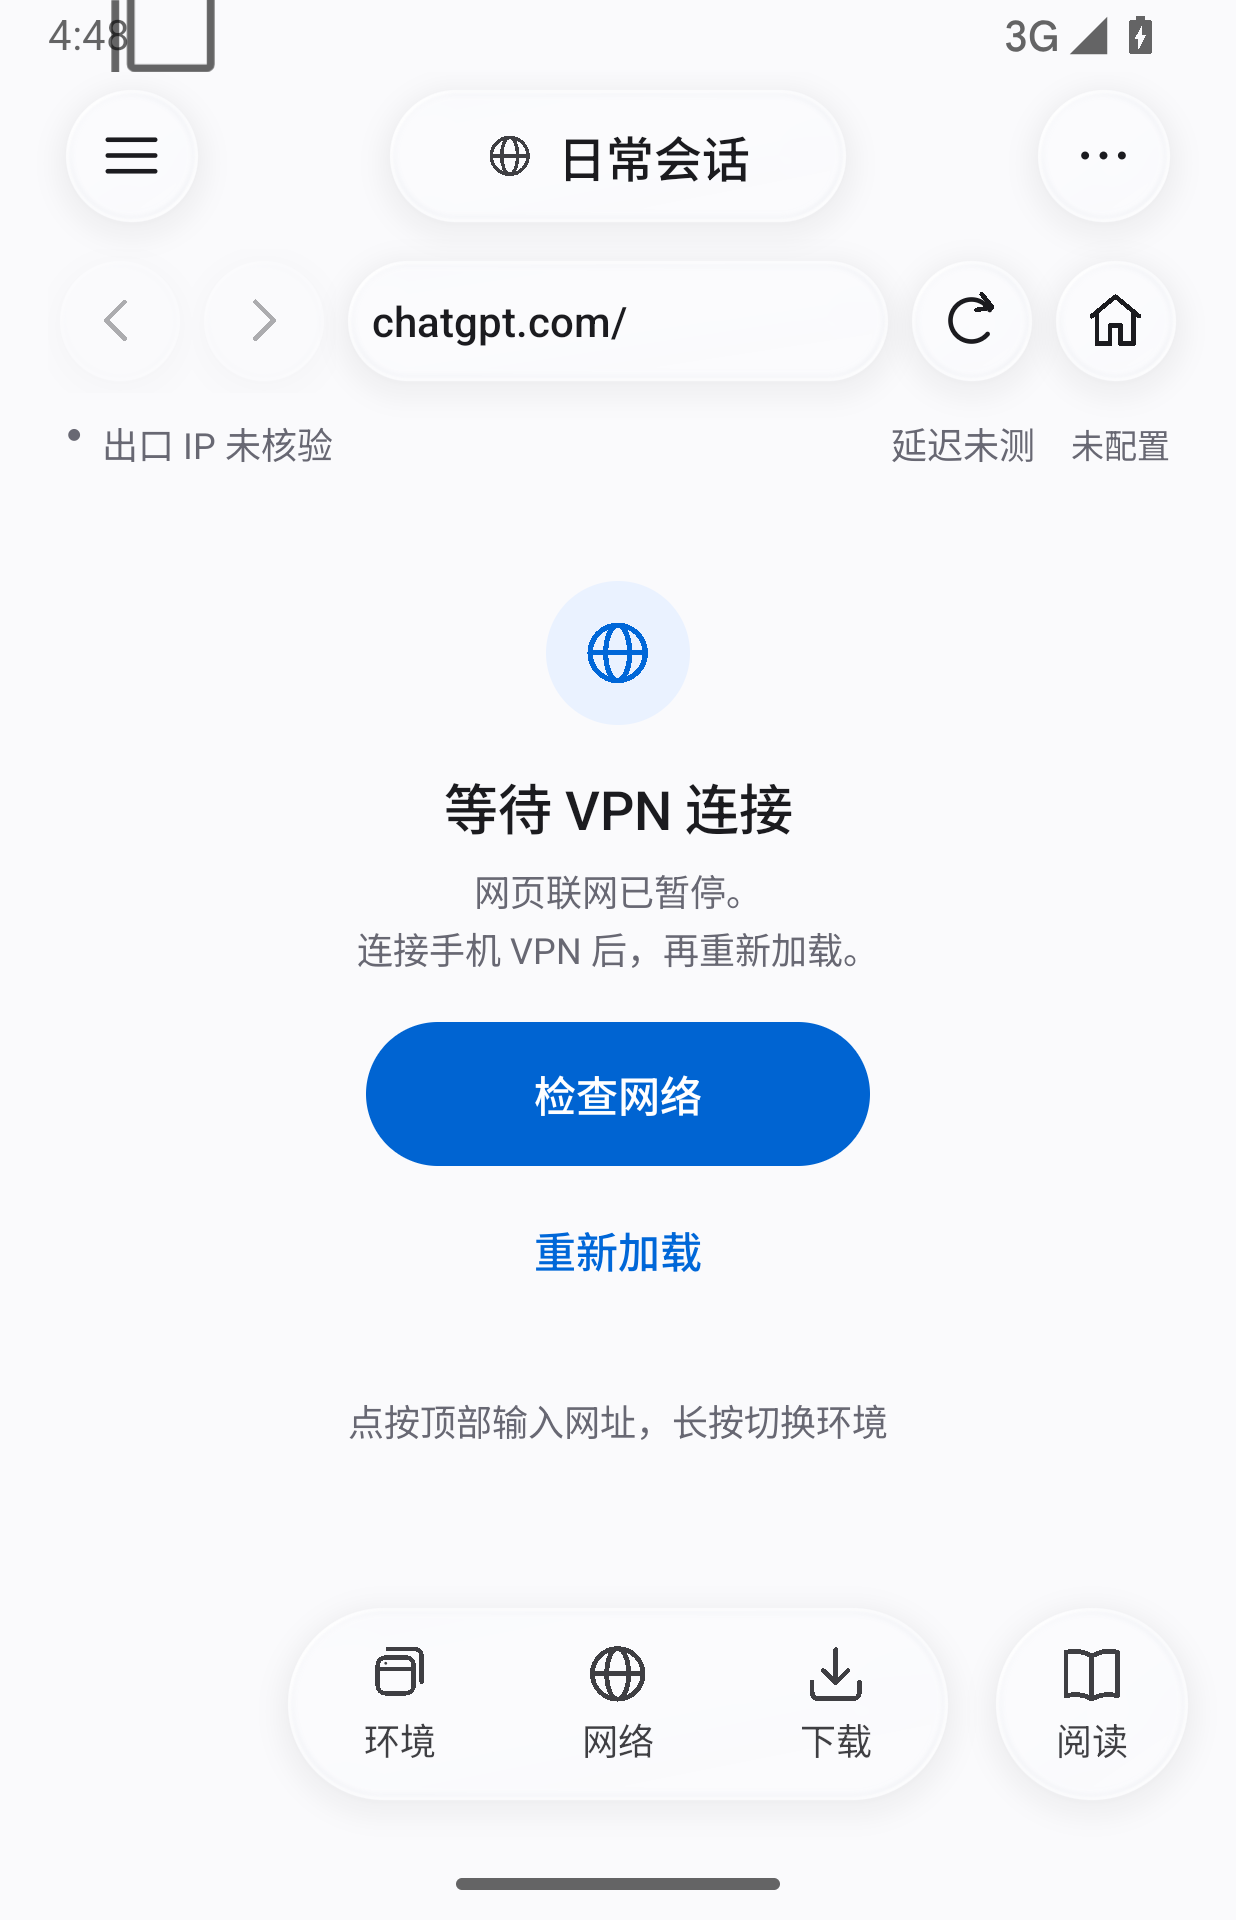 4:48
3G
日常会话
chatgpt.com/
出口 IP 未核验
延迟未测
未配置
等待 VPN 连接
网页联网已暂停。
连接手机 VPN 后，再重新加载。
检查网络
重新加载
点按顶部输入网址，长按切换环境
环境
网络
下载
阅读